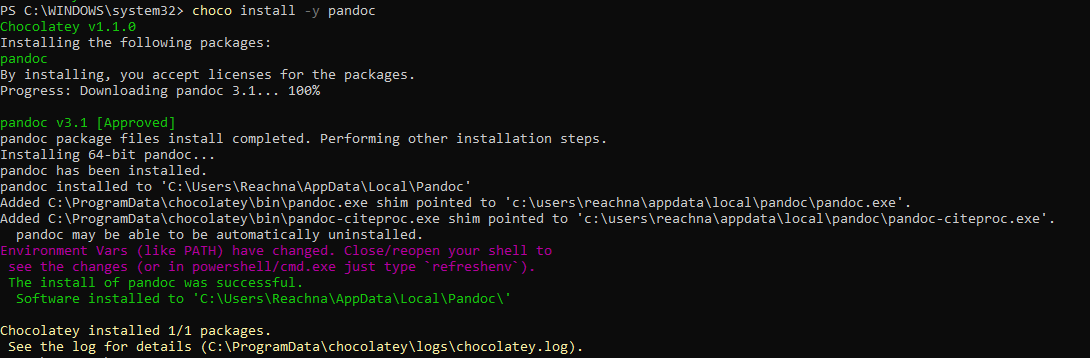 PS C:\WINDOWS\system32> choco install -y pandoc
Chocolatey v1.1.0
Installing the following packages:
pandoc
By installing, you accept licenses for the packages.
Progress: Downloading pandoc 3.1... 100%
pandoc v3.1 [Approved]
pandoc package files install completed. Performing other installation steps.
Installing 64-bit pandoc...
pandoc has been installed.
pandoc installed to 'C:\Users\Reachna\AppData\Local\Pandoc'
Added C:\ProgramData\chocolatey\bin\pandoc.exe shim pointed to 'c:\users\reachna\appdata\local\pandoc\pandoc.exe'.
Added C:\ProgramData\chocolatey\bin\pandoc-citeproc.exe shim pointed to 'c:\users\reachna\appdata\local\pandoc\pandoc-citeproc.exe'.
  pandoc may be able to be automatically uninstalled.
Environment Vars (like PATH) have changed. Close/reopen your shell to
 see the changes (or in powershell/cmd.exe just type `refreshenv`).
 The install of pandoc was successful.
  Software installed to 'C:\Users\Reachna\AppData\Local\Pandoc\'
Chocolatey installed 1/1 packages.
 See the log for details (C:\ProgramData\chocolatey\logs\chocolatey.log).